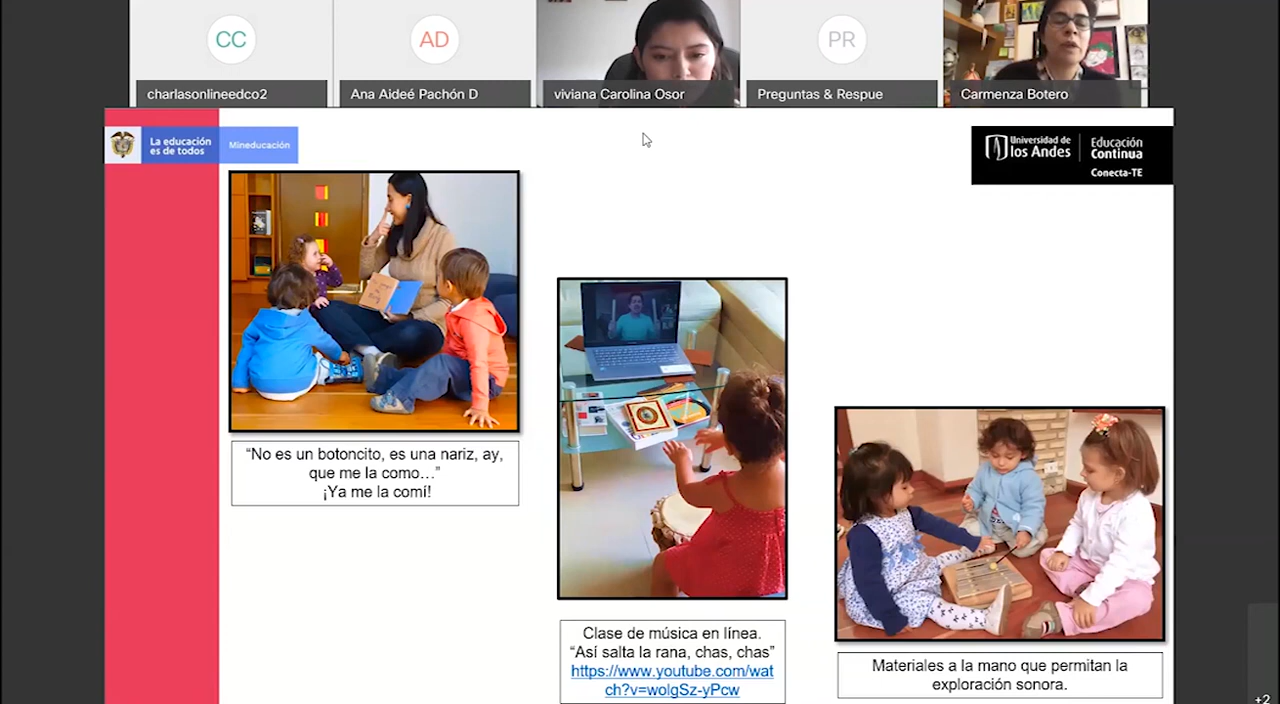 CC
AD
PR
charlasonlineedco2
Ana Aideé Pachón D
viviana Carolina Osor
Preguntas & Respue
Carmenza Botero
La educación
es de todos
Mineducación
Universidad de
los Andes
Educación
Continua
Conecta-TE
“No es un botoncito, es una nariz, ay,
que me la como…”
¡Ya me la comí!
Clase de música en línea.
“Así salta la rana, chas, chas”
https://www.youtube.com/wat
ch?v=wolgSz-yPcw
Materiales a la mano que permitan la
exploración sonora.
+2